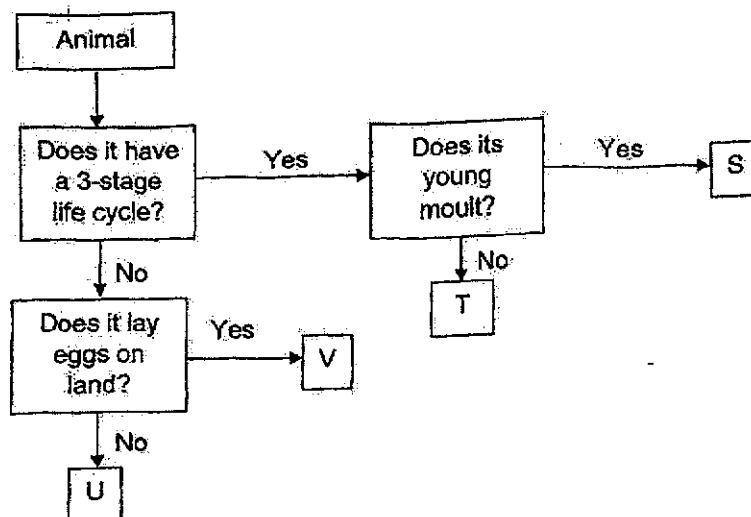 Animal
Does it have
a 3-stage
life cycle?
Yes
Does its
young
moult?
Yes
S
No
T
No
Does it lay
eggs on
land?
Yes
V
No
U